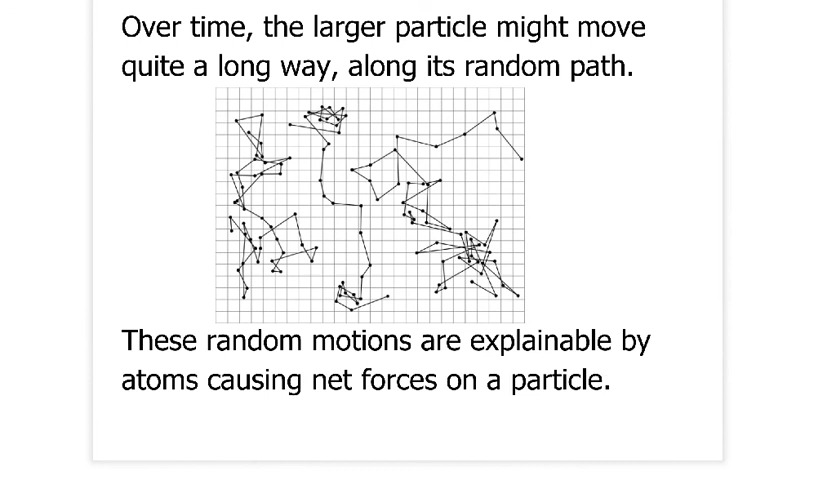 Over time, the larger particle might move
quite a long way, along its random path.
These random motions are explainable by
atoms causing net forces on a particle.